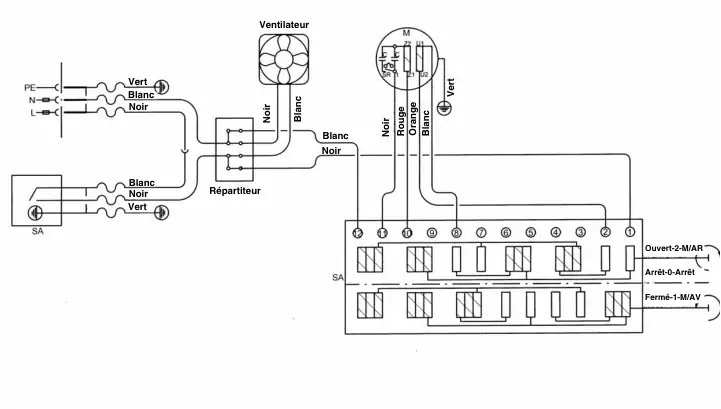 Ventilateur
M
Z2 U1
C C
SR 1 Z1 U2
PE
N
L
Vert
Blanc
Noir
Noir
Blanc
Noir
Rouge
Orange
Blanc
Vert
Blanc
Noir
Blanc
Noir
Vert
SA
Répartiteur
12 11 10 9 8 7 6 5 4 3 2 1
Ouvert-2-M/AR
SA
Arrêt-0-Arrêt
Fermé-1-M/AV